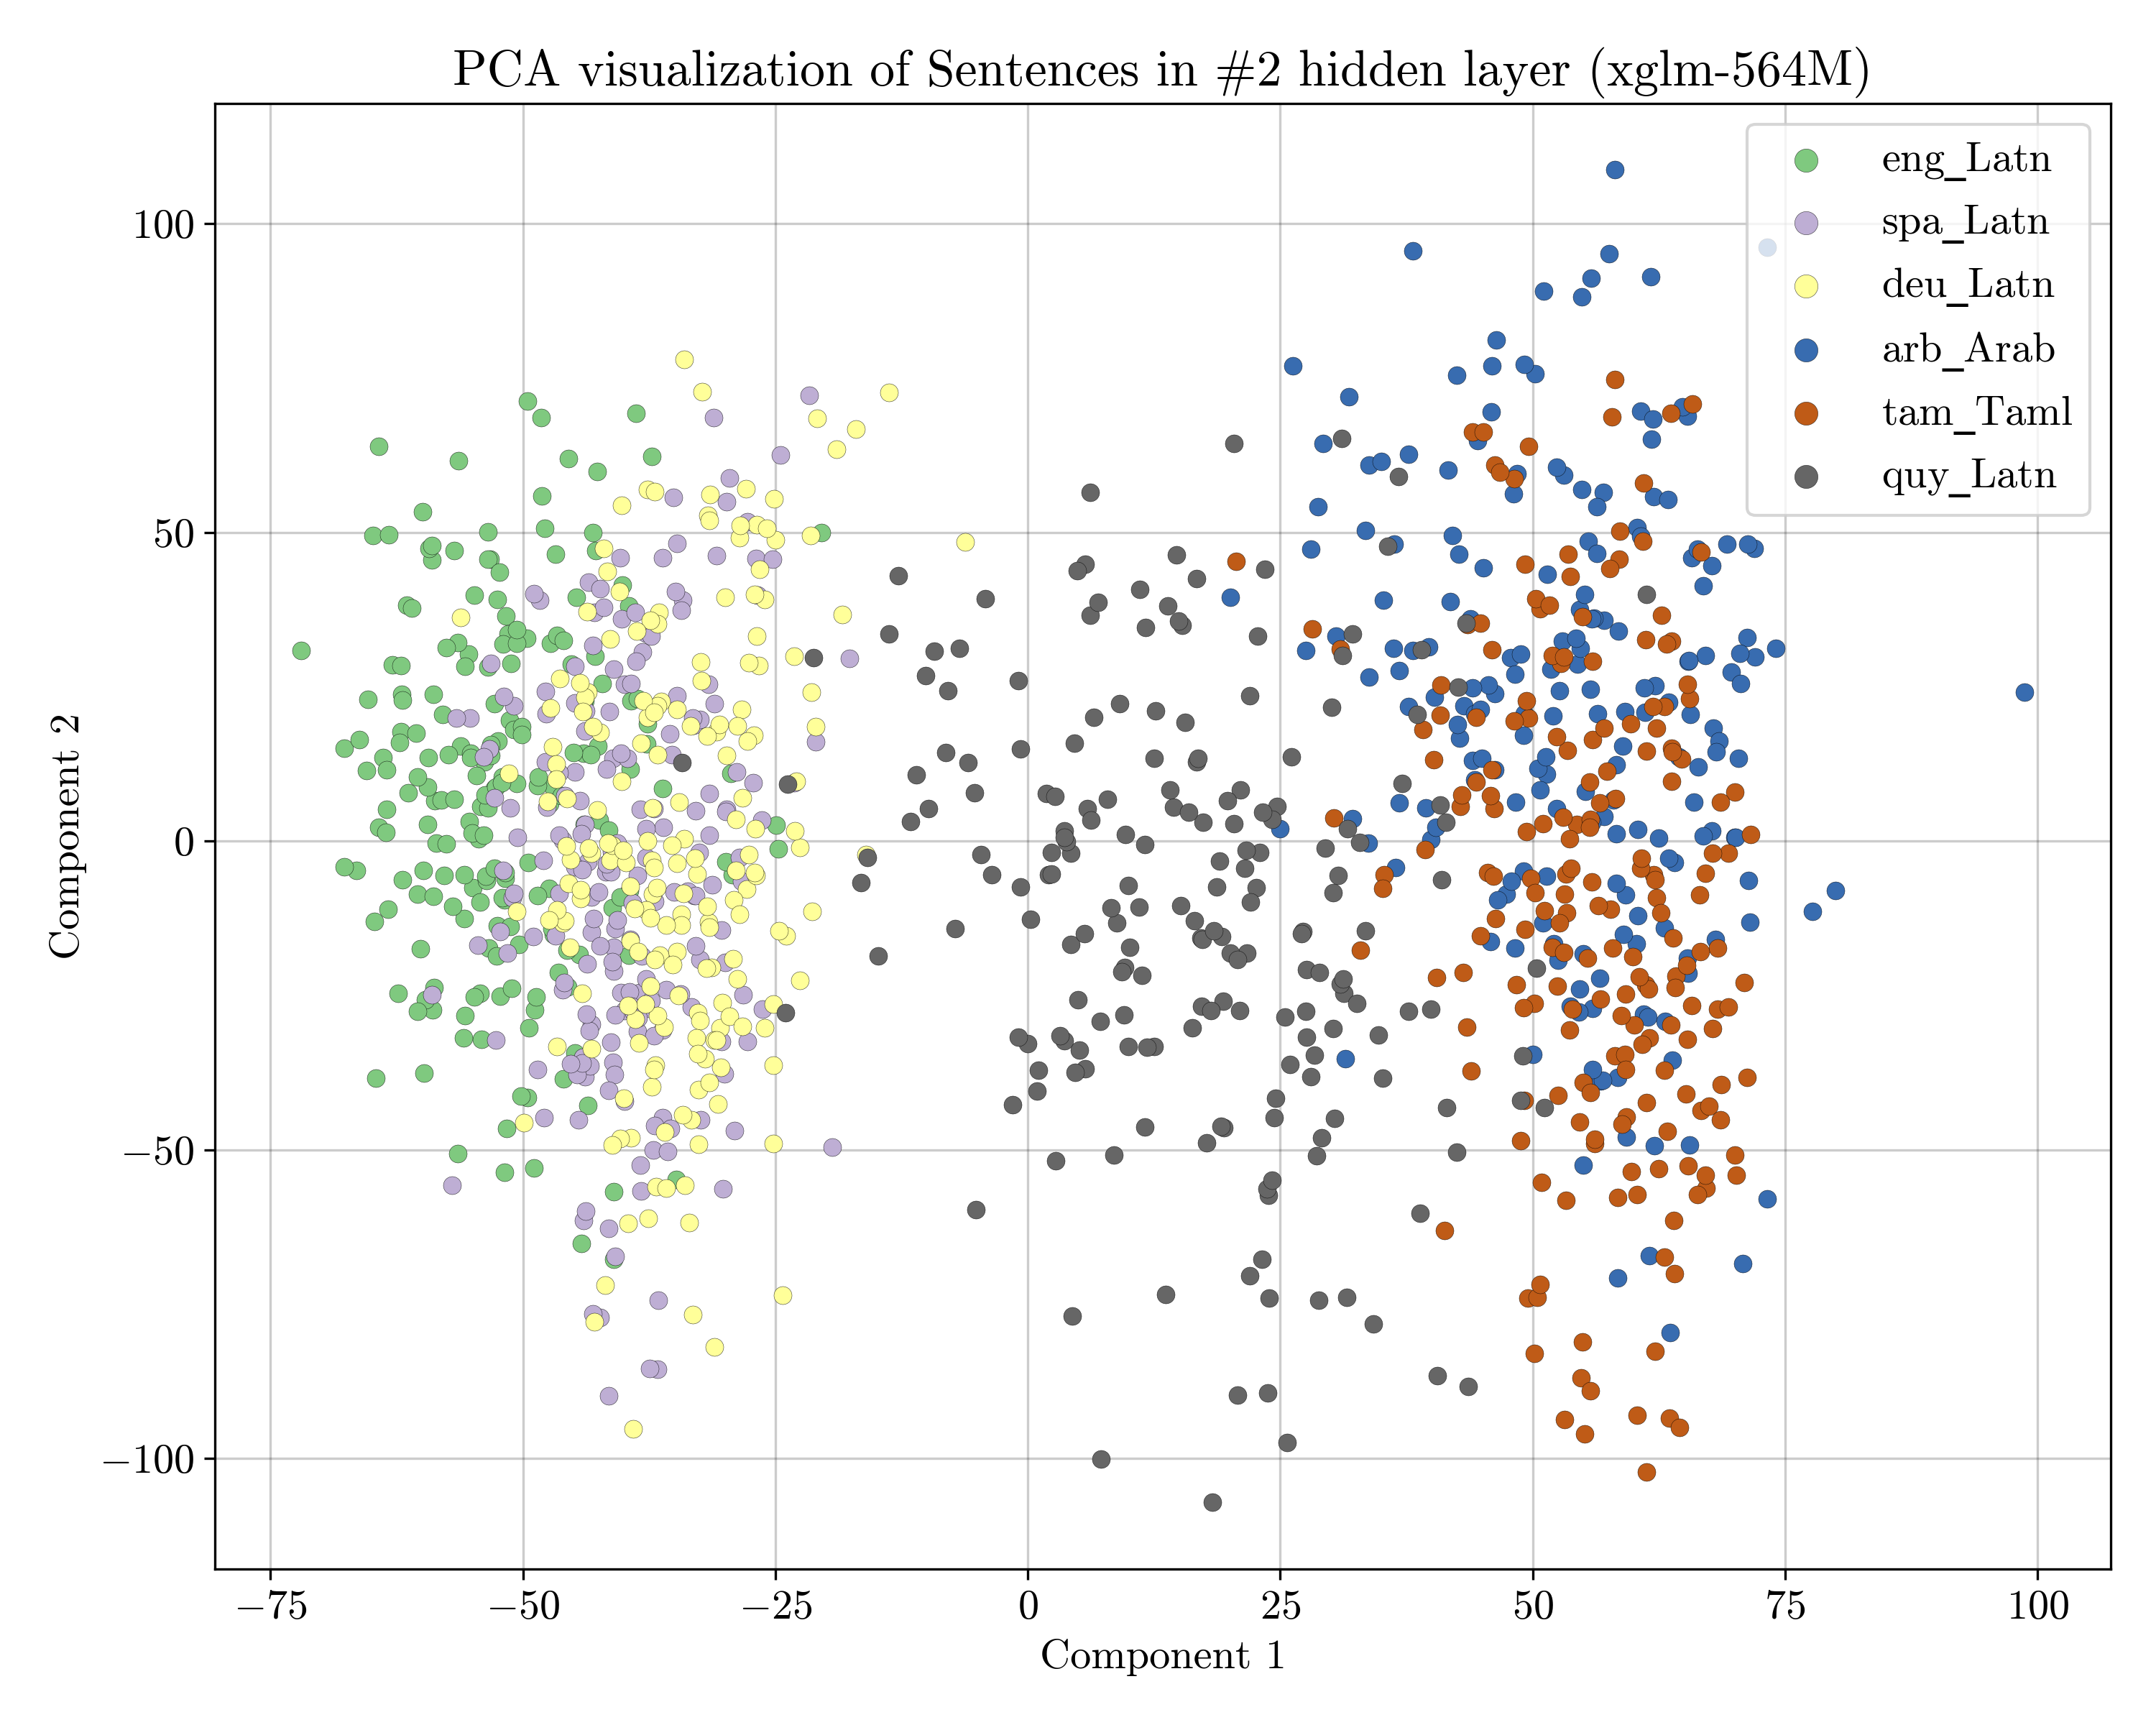 PCA visualization of Sentences in #2 hidden layer (xglm-564M)
eng_Latn
spa_Latn
deu_Latn
arb_Arab
tam_Taml
quy_Latn
100
50
0
−50
−100
Component 2
−75 −50 −25 0 25 50 75 100
Component 1